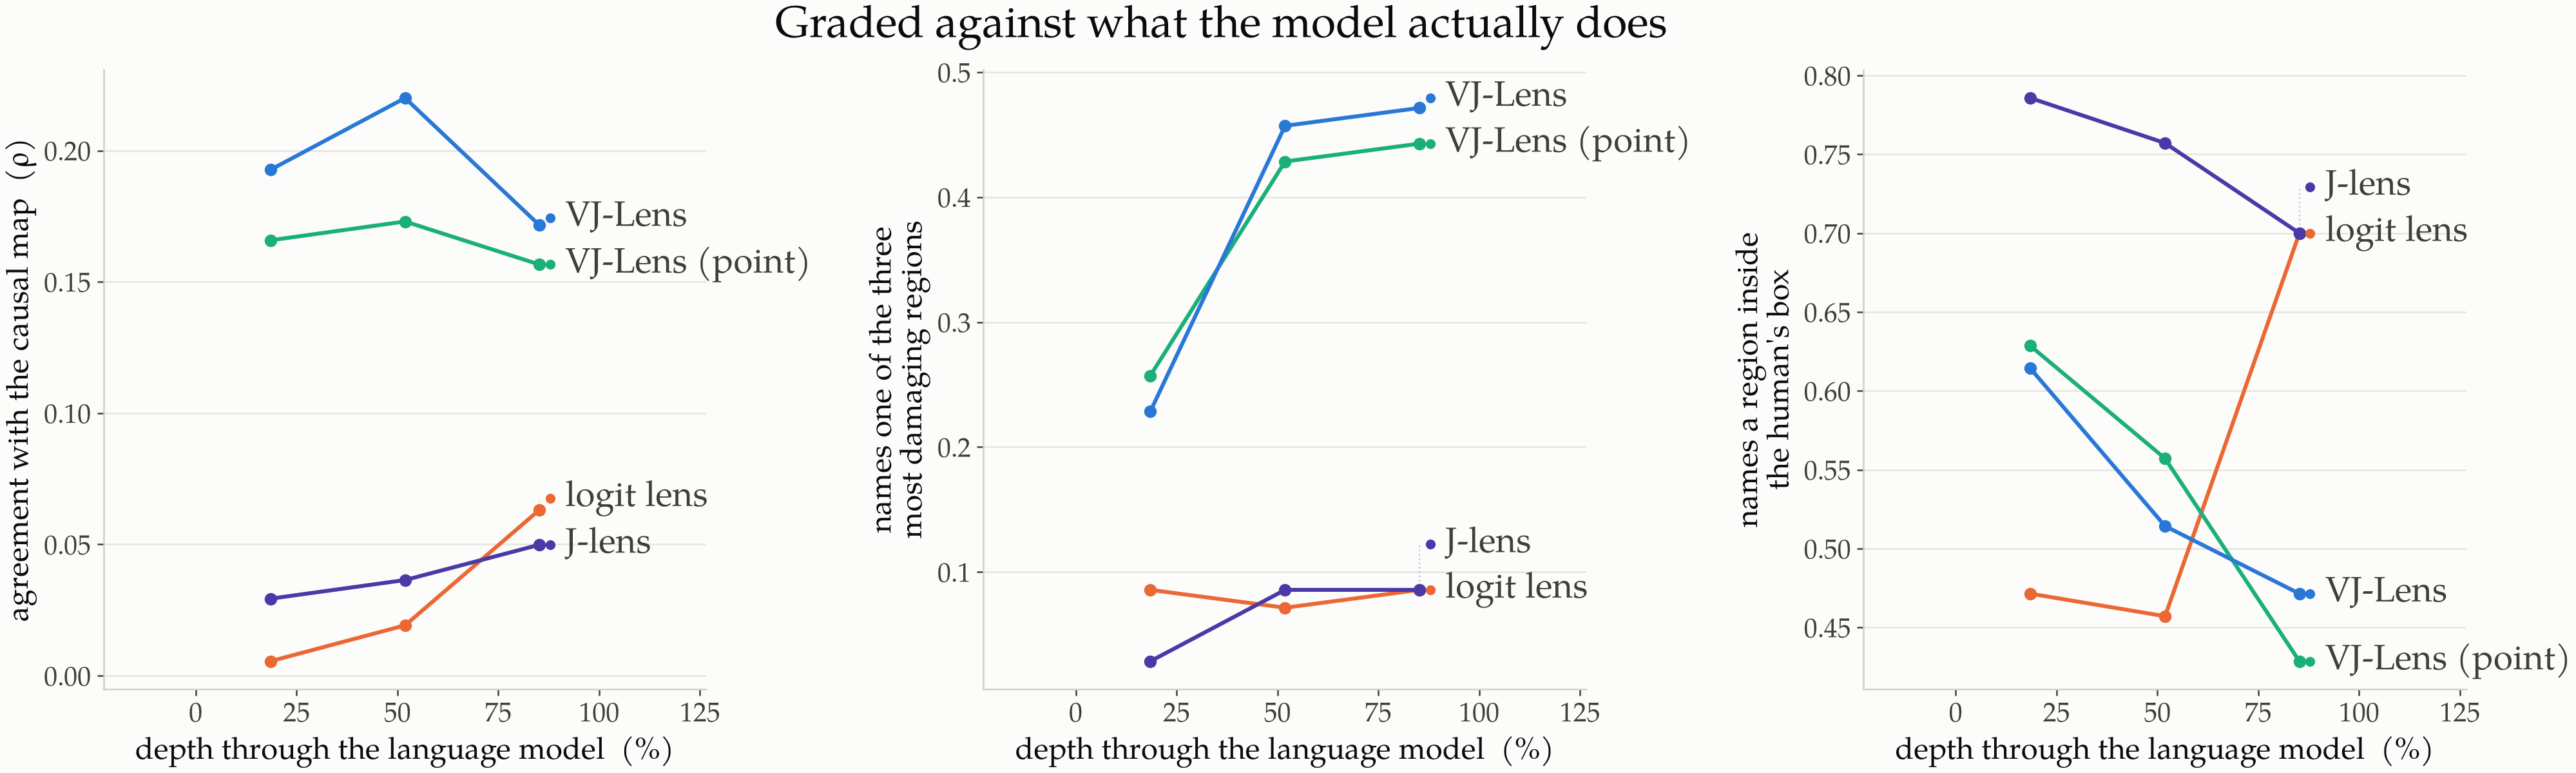 Graded against what the model actually does
agreement with the causal map (ρ)
0.20
0.15
0.10
0.05
0.00
VJ-Lens
VJ-Lens (point)
logit lens
J-lens
0 25 50 75 100 125
depth through the language model (%)
names one of the three
most damaging regions
0.5
0.4
0.3
0.2
0.1
VJ-Lens
VJ-Lens (point)
J-lens
logit lens
0 25 50 75 100 125
depth through the language model (%)
names a region inside
the human's box
0.80
0.75
0.70
0.65
0.60
0.55
0.50
0.45
J-lens
logit lens
VJ-Lens
VJ-Lens (point)
0 25 50 75 100 125
depth through the language model (%)